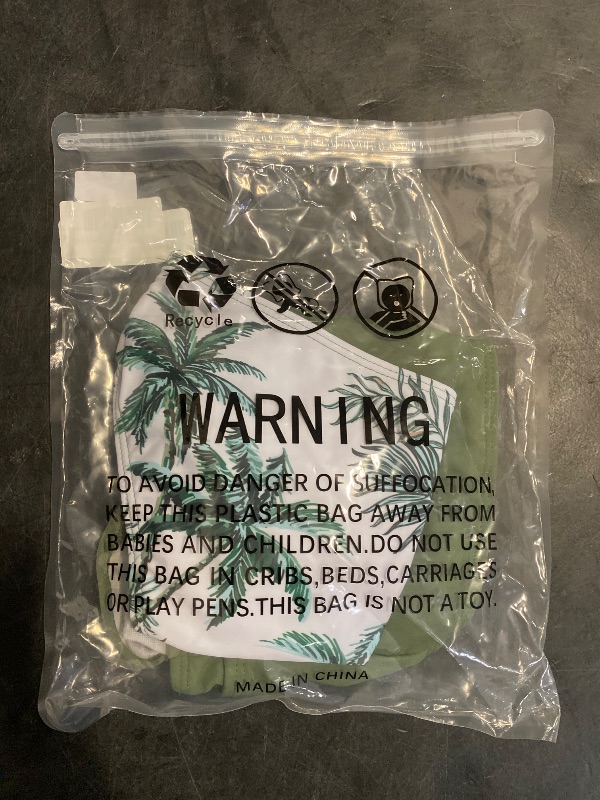 Recycle
WARNING
TO AVOID DANGER OF SUFFOCATION,
KEEP THIS PLASTIC BAG AWAY FROM
BABIES AND CHILDREN.DO NOT USE
THIS BAG IN CRIBS,BEDS,CARRIAGES
OR PLAY PENS.THIS BAG IS NOT A TOY.
MADE IN CHINA